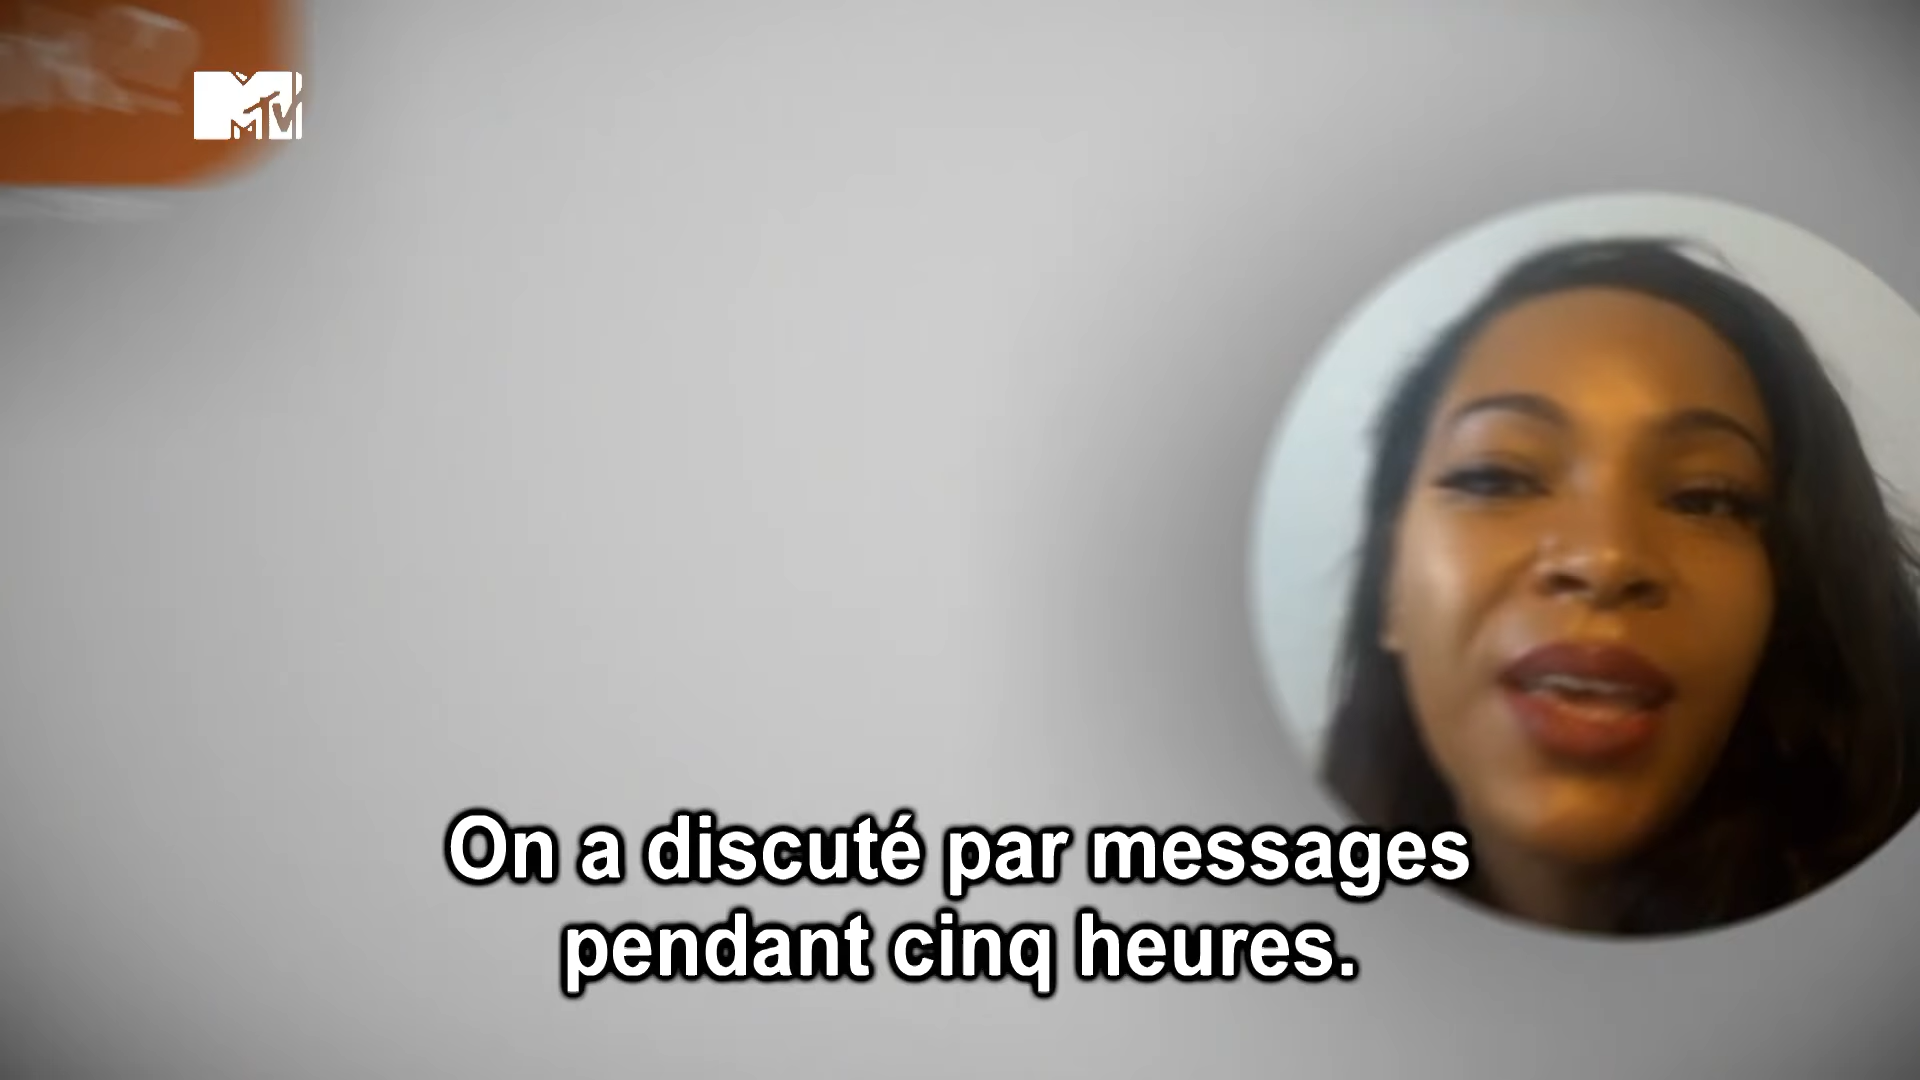 MTV
On a discuté par messages
pendant cinq heures.